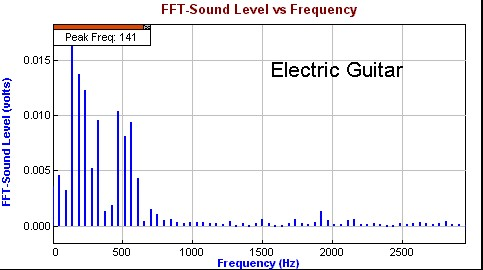 FFT-Sound Level vs Frequency
Peak Freq: 141
Electric Guitar
FFT-Sound Level (volts)
0.015
0.010
0.005
0.000
0
500
1000
1500
2000
2500
Frequency (Hz)